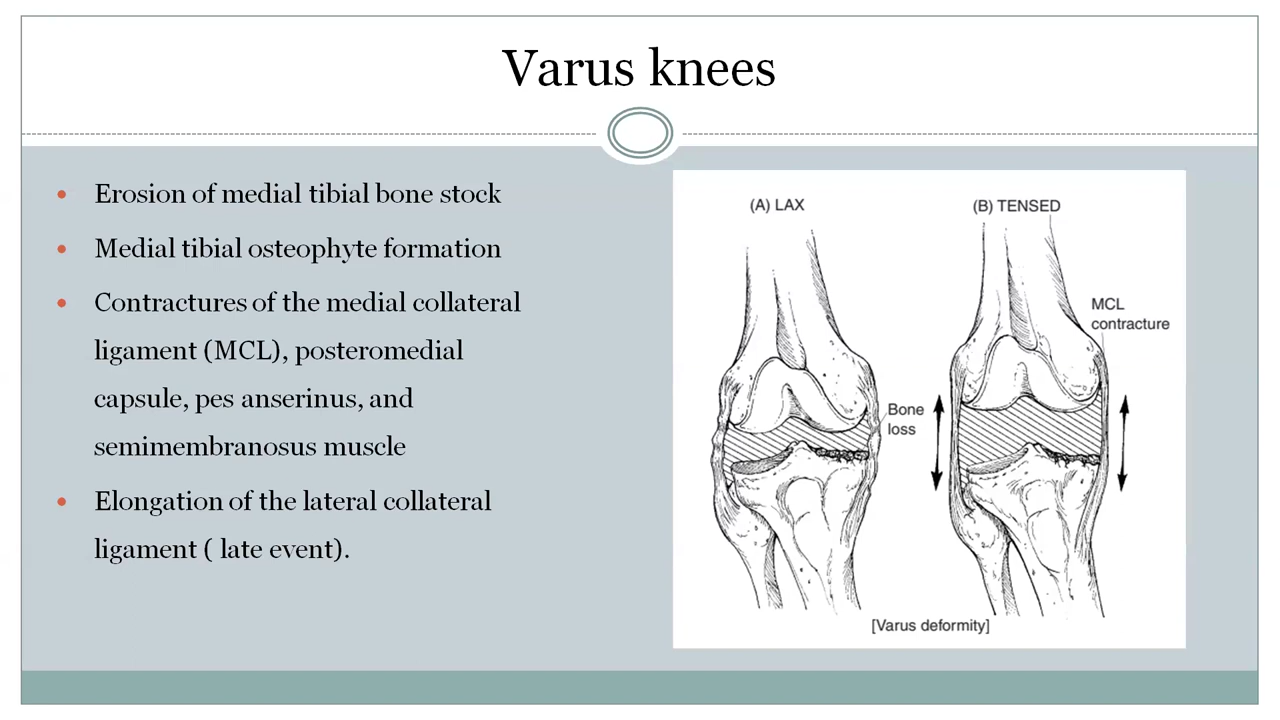 Varus knees
• Erosion of medial tibial bone stock
• Medial tibial osteophyte formation
• Contractures of the medial collateral
ligament (MCL), posteromedial
capsule, pes anserinus, and
semimembranosus muscle
• Elongation of the lateral collateral
ligament ( late event).
(A) LAX
(B) TENSED
MCL
contracture
Bone
loss
[Varus deformity]